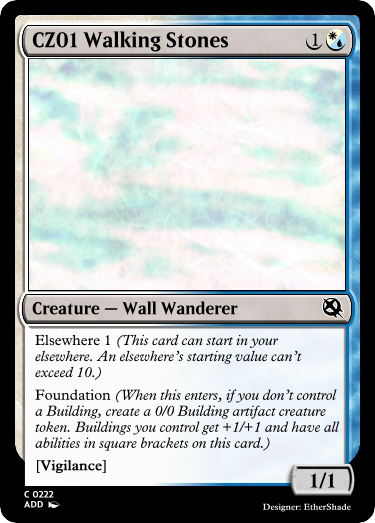 CZ01 Walking Stones
1
Creature — Wall Wanderer
Elsewhere 1 (This card can start in your
elsewhere. An elsewhere's starting value can't
exceed 10.)
Foundation (When this enters, if you don't control
a Building, create a 0/0 Building artifact creature
token. Buildings you control get +1/+1 and have all
abilities in square brackets on this card.)
[Vigilance]
1/1
C 0222
ADD
Designer: EtherShade